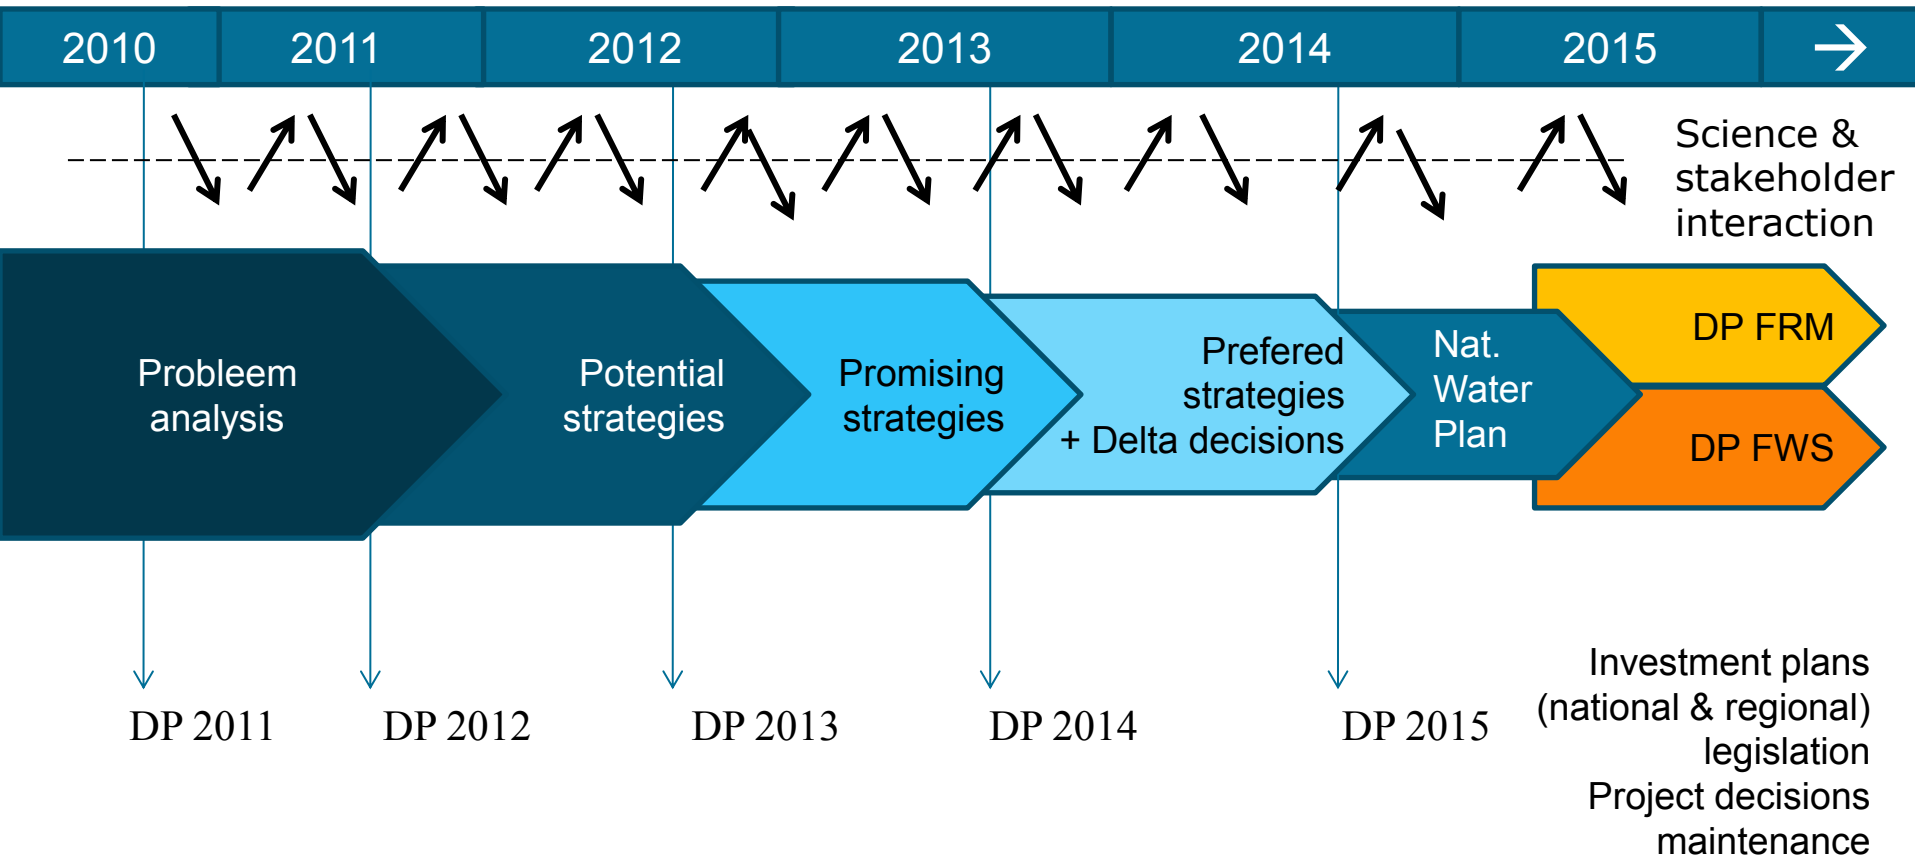 2010
2011
2012
2013
2014
2015
→
Science &
stakeholder
interaction
Probleem
analysis
Potential
strategies
Promising
strategies
Prefered
strategies
+ Delta decisions
Nat.
Water
Plan
DP FRM
DP FWS
DP 2011
DP 2012
DP 2013
DP 2014
DP 2015
Investment plans
(national & regional)
legislation
Project decisions
maintenance